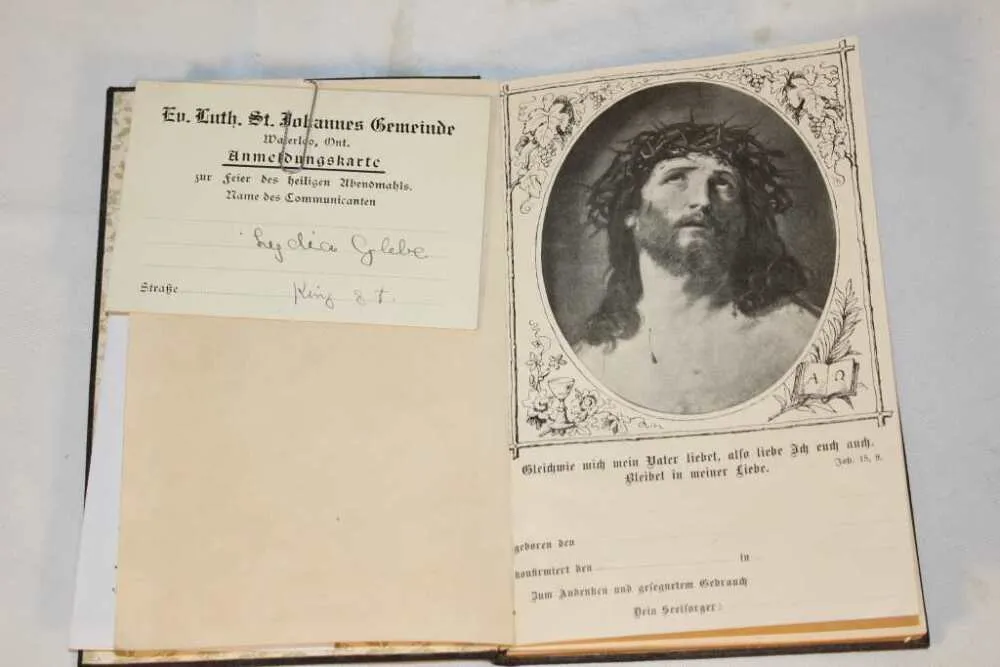 Ev. Luth. St. Johannes Gemeinde
Waterloo, Ont.
Anmeldungskarte
zur Feier des heiligen Abendmahls.
Name des Communicanten
Lydia Glebe
Straße King St.
A Ω
Gleichwie mich mein Vater liebet, also liebe Ich euch auch.
Bleibet in meiner Liebe.
Joh. 15, 9.
geboren den
konfirmiert den in
Zum Andenken und gesegnetem Gebrauch
Dein Seelsorger: